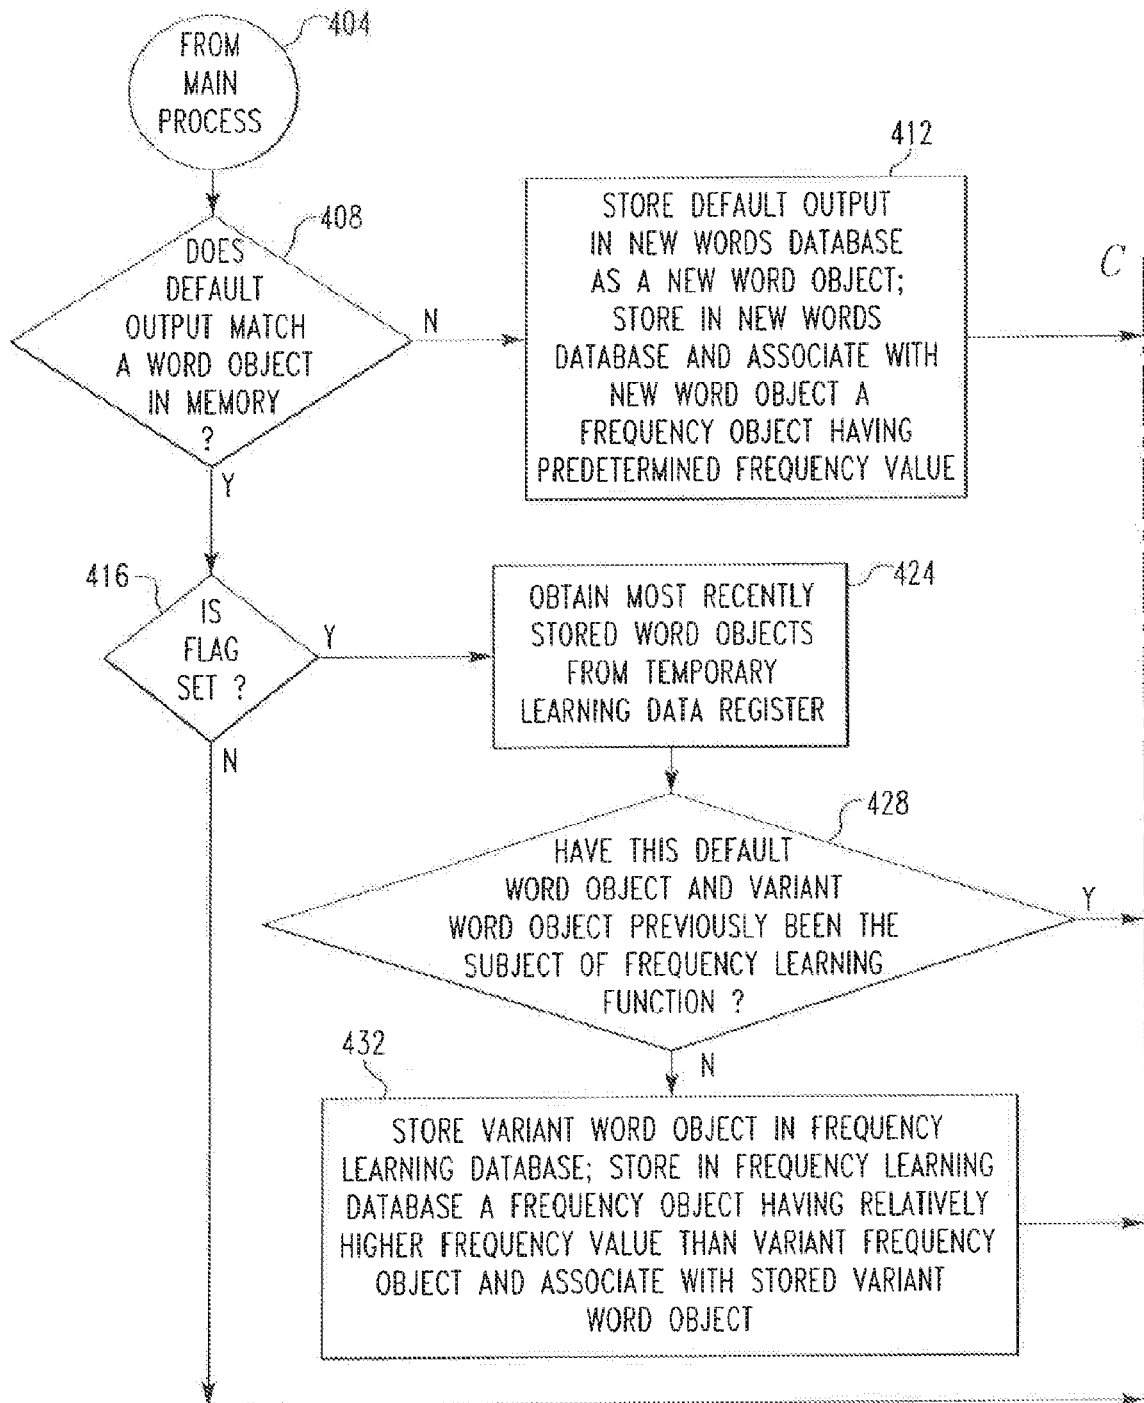 FROM
MAIN
PROCESS
404
408
DOES
DEFAULT
OUTPUT MATCH
A WORD OBJECT
IN MEMORY
?
N
Y
412
STORE DEFAULT OUTPUT
IN NEW WORDS DATABASE
AS A NEW WORD OBJECT;
STORE IN NEW WORDS
DATABASE AND ASSOCIATE WITH
NEW WORD OBJECT A
FREQUENCY OBJECT HAVING
PREDETERMINED FREQUENCY VALUE
C
416
IS
FLAG
SET ?
Y
N
424
OBTAIN MOST RECENTLY
STORED WORD OBJECTS
FROM TEMPORARY
LEARNING DATA REGISTER
428
HAVE THIS DEFAULT
WORD OBJECT AND VARIANT
WORD OBJECT PREVIOUSLY BEEN THE
SUBJECT OF FREQUENCY LEARNING
FUNCTION ?
Y
N
432
STORE VARIANT WORD OBJECT IN FREQUENCY
LEARNING DATABASE; STORE IN FREQUENCY LEARNING
DATABASE A FREQUENCY OBJECT HAVING RELATIVELY
HIGHER FREQUENCY VALUE THAN VARIANT FREQUENCY
OBJECT AND ASSOCIATE WITH STORED VARIANT
WORD OBJECT